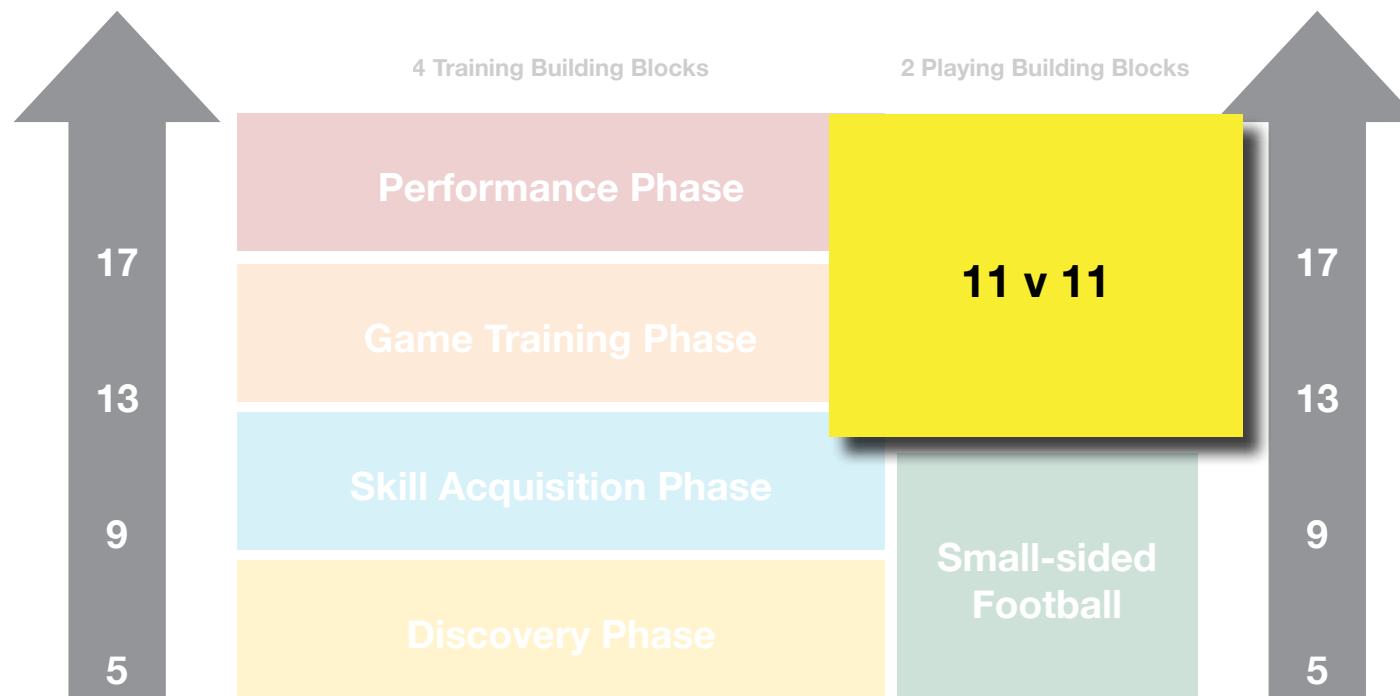 4 Training Building Blocks
2 Playing Building Blocks
Performance Phase
17
11 v 11
17
Game Training Phase
13
13
Skill Acquisition Phase
9
9
Small-sided
Football
Discovery Phase
5
5